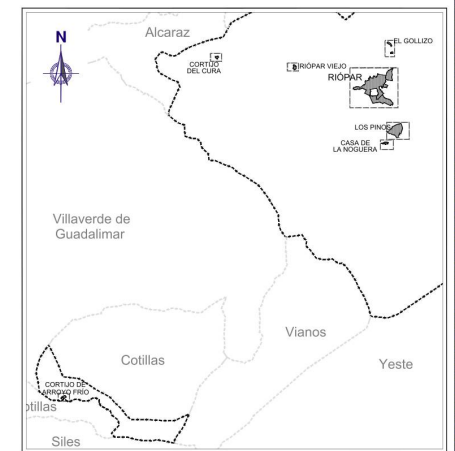 N
Alcaraz
EL GOLLIZO
CORTIJO
DEL CURA
RIÓPAR VIEJO
RIÓPAR
LOS PINOS
CASA DE
LA NOGUERA
Villaverde de
Guadalimar
Vianos
Cotillas
Yeste
CORTIJO DE
ARROYO FRÍO
otillas
Siles